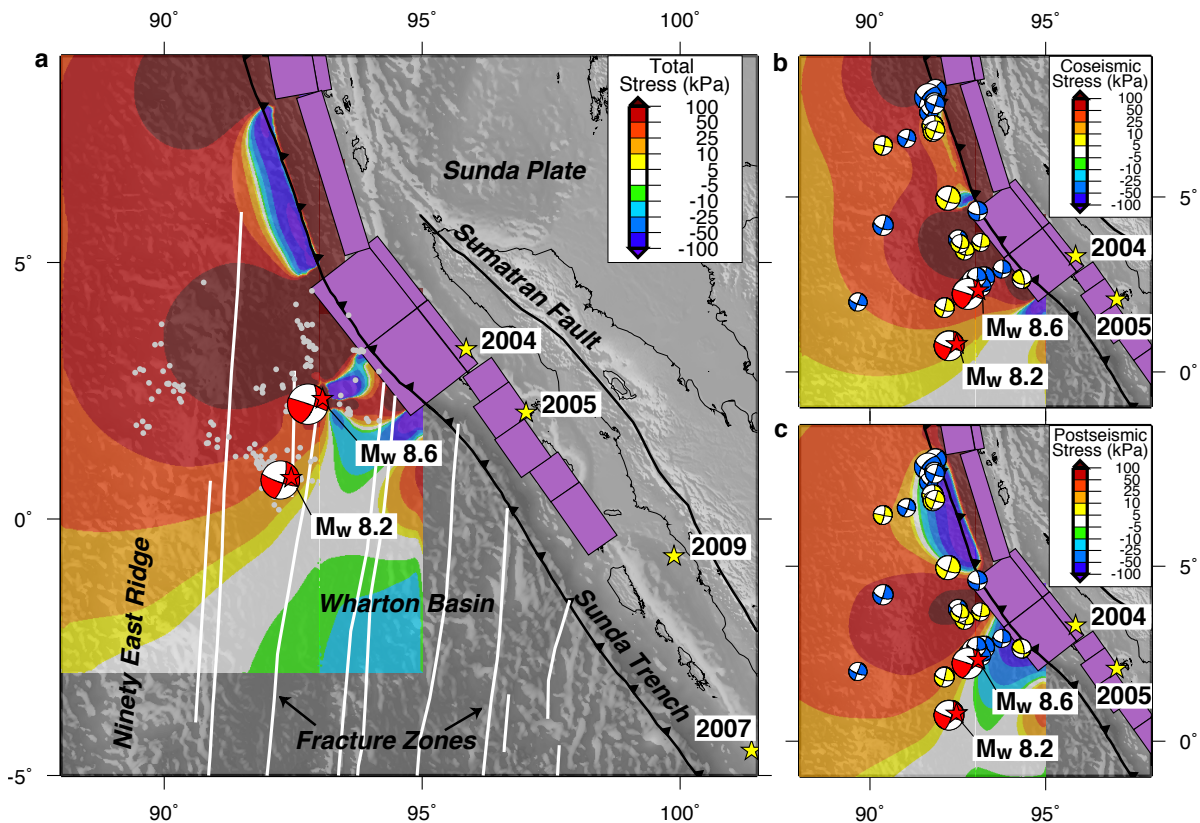 90°
95°
100°
a
Total
Stress (kPa)
100
50
25
10
5
-5
-10
-25
-50
-100
Sunda Plate
Sumatran Fault
5°
2004
2005
Mw 8.6
Mw 8.2
0°
2009
Wharton Basin
Ninety East Ridge
Sunda Trench
Fracture Zones
2007
-5°
90°
95°
100°
90°
95°
b
Coseismic
Stress (kPa)
100
50
25
10
5
-5
-10
-25
-50
-100
5°
2004
2005
Mw 8.6
Mw 8.2
0°
c
Postseismic
Stress (kPa)
100
50
25
10
5
-5
-10
-25
-50
-100
5°
2004
2005
Mw 8.6
Mw 8.2
0°
90°
95°